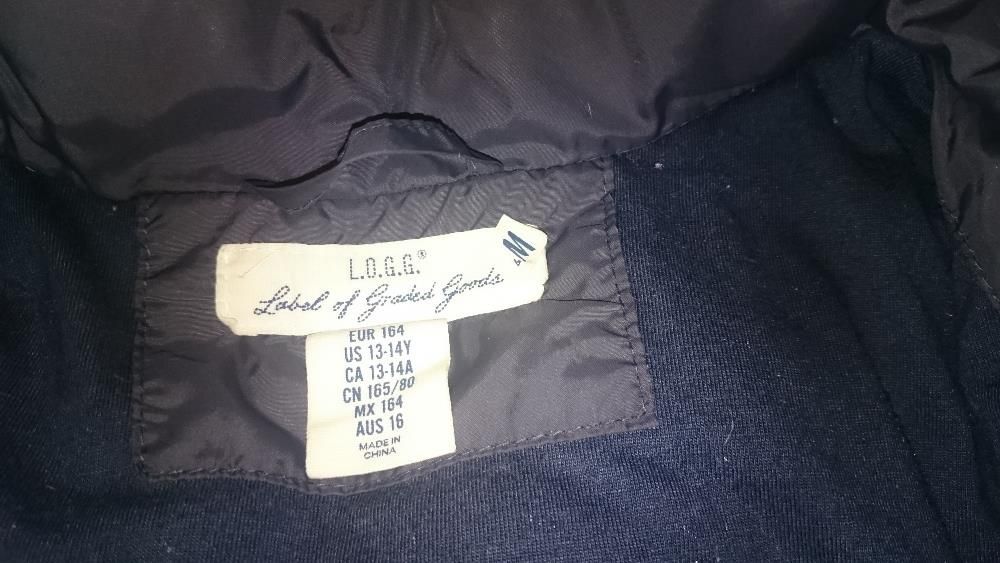 L.O.G.G.®
M
Label of Graded Goods
EUR 164
US 13-14Y
CA 13-14A
CN 165/80
MX 164
AUS 16
MADE IN
CHINA